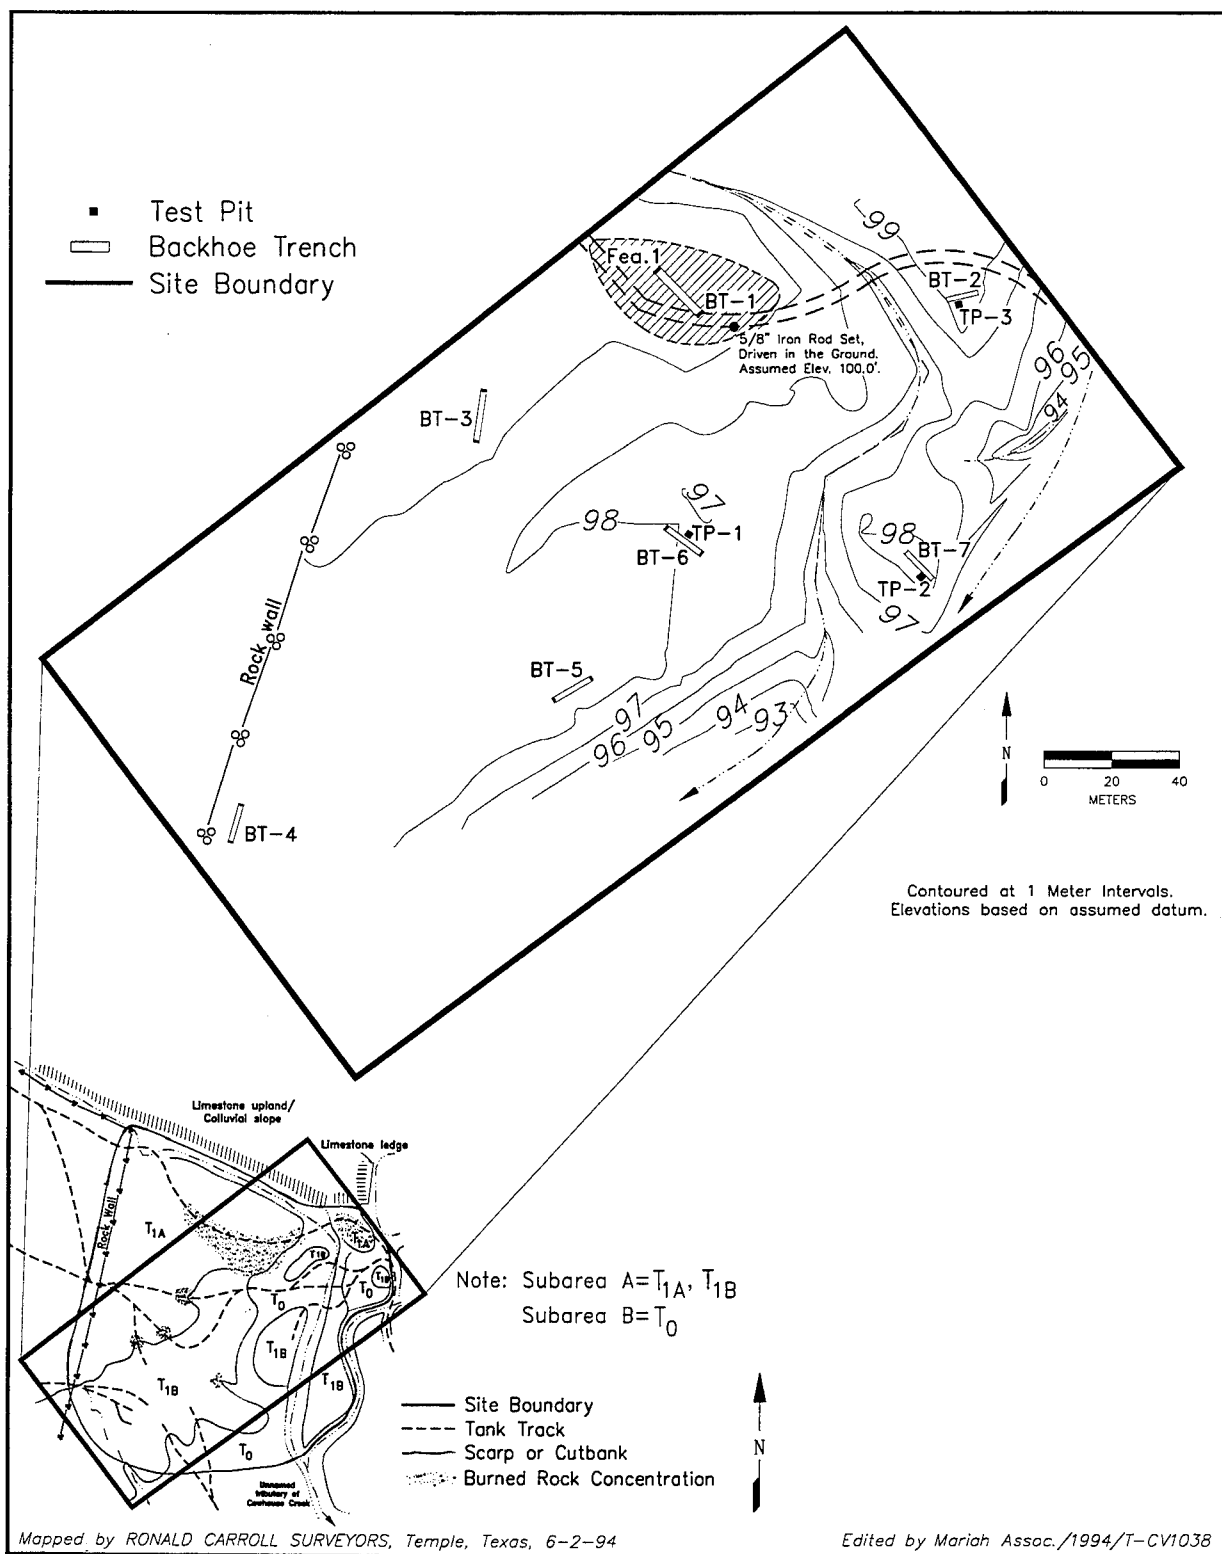 Test Pit
Backhoe Trench
Site Boundary
99
Fea.1
BT-1
BT-2
TP-3
5/8" Iron Rod Set,
Driven in the Ground.
Assumed Elev. 100.0'.
96
95
94
BT-3
97
98
TP-1
BT-6
98
BT-7
TP-2
97
Rock wall
BT-5
97
96
95
94
93
BT-4
N
0 20 40
METERS
Contoured at 1 Meter Intervals.
Elevations based on assumed datum.
Limestone upland/
Colluvial slope
Limestone ledge
Rock Wall
T1A
T1A
T1B
T1B
T0
T0
T1B
T1B
T1B
T0
Unnamed
tributary of
Cowhouse Creek
Note: Subarea A=T1A, T1B
Subarea B=T0
Site Boundary
Tank Track
Scarp or Cutbank
Burned Rock Concentration
N
Mapped by RONALD CARROLL SURVEYORS, Temple, Texas, 6-2-94
Edited by Mariah Assoc./1994/T-CV1038